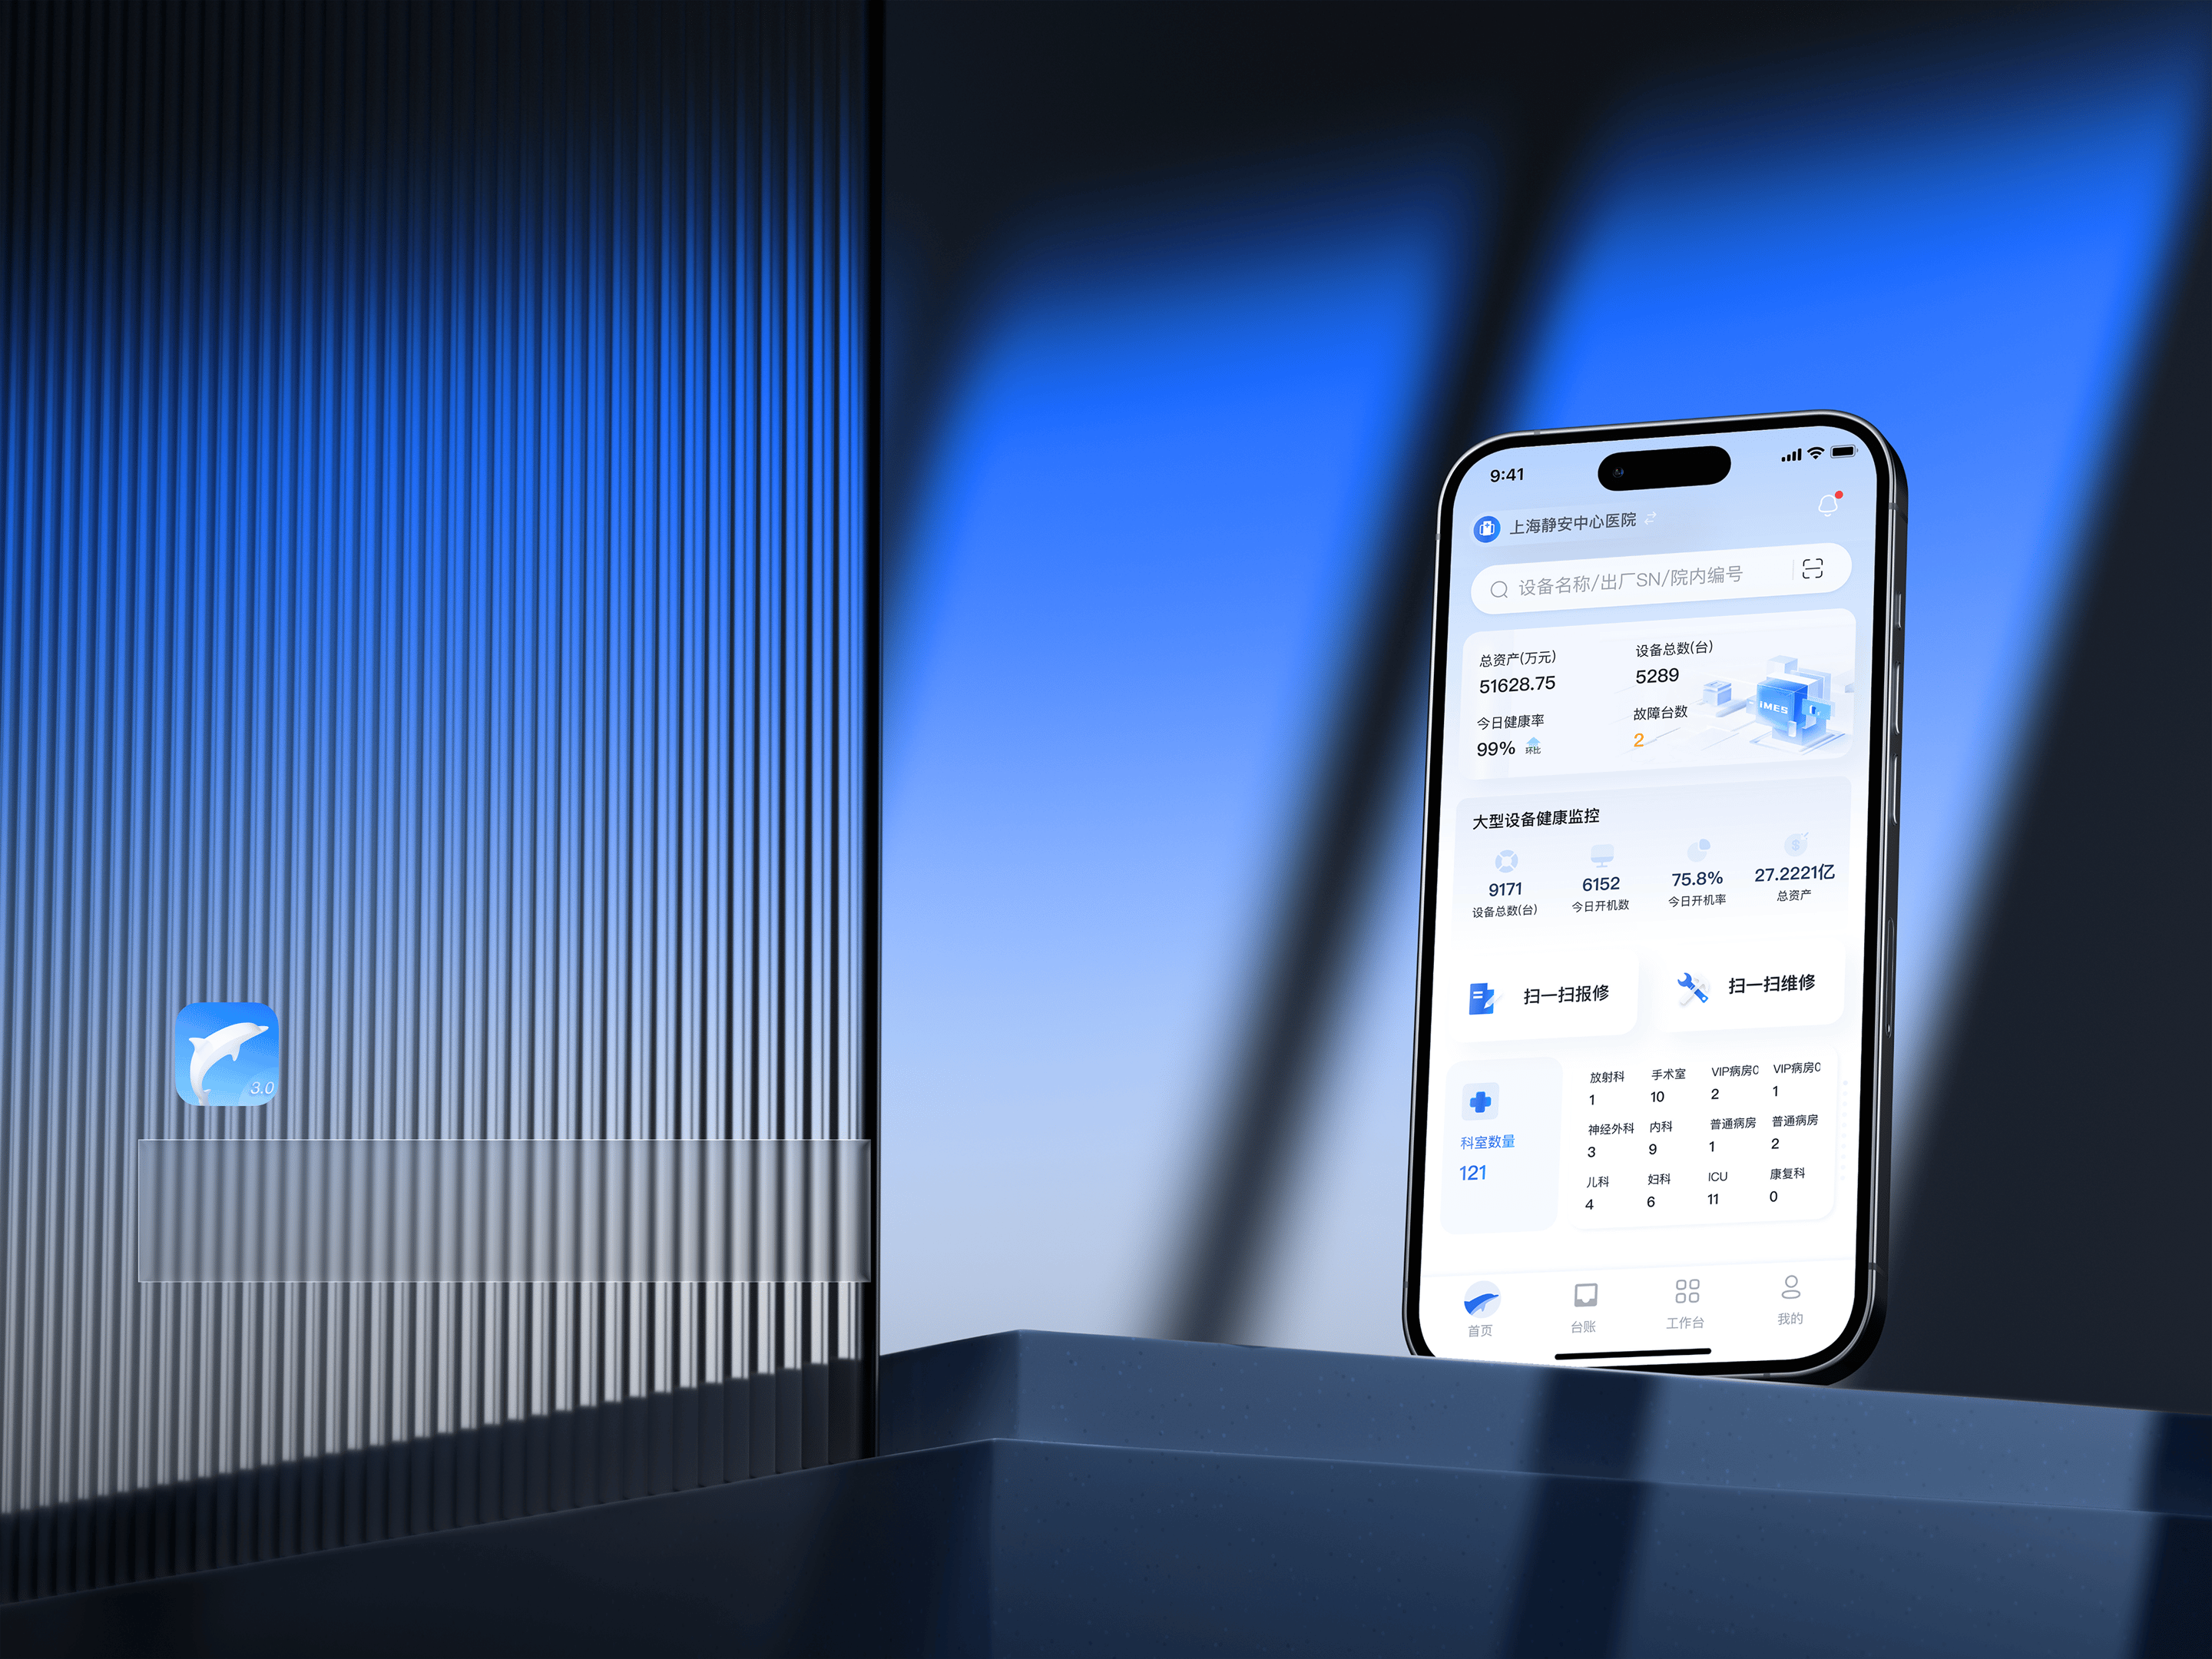 9:41
上海静安中心医院
设备名称/出厂SN/院内编号
总资产(万元)
51628.75
设备总数(台)
5289
今日健康率
99% 环比
故障台数
2
iMES
大型设备健康监控
9171
设备总数(台)
6152
今日开机数
75.8%
今日开机率
27.2221亿
总资产
扫一扫报修
扫一扫维修
科室数量
121
放射科 手术室 VIP病房 VIP病房
1 10 2 1
神经外科 内科 普通病房 普通病房
3 9 1 2
儿科 妇科 ICU 康复科
4 6 11 0
首页 台账 工作台 我的
3.0